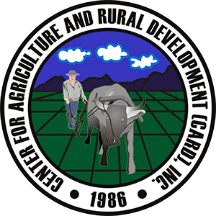 CENTER FOR AGRICULTURE AND RURAL DEVELOPMENT (CARD), INC.
• 1986 •